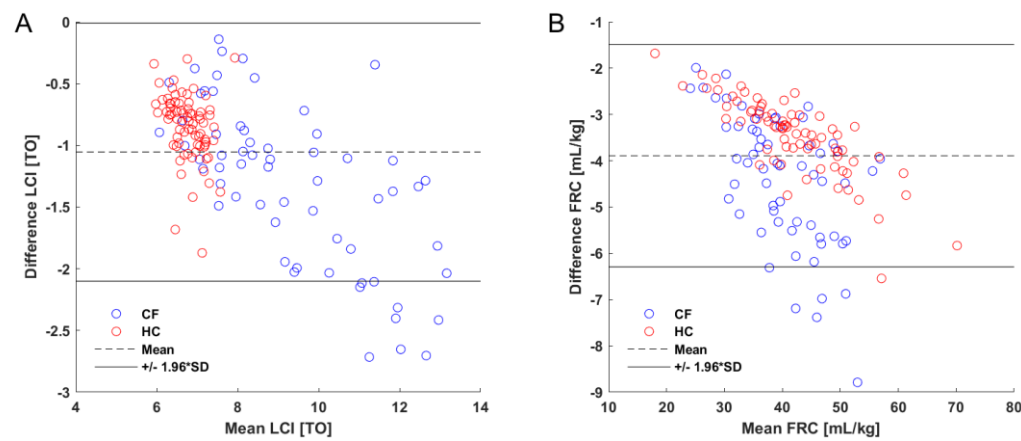 A
Difference LCI [TO]
0
-0.5
-1
-1.5
-2
-2.5
-3
CF
HC
Mean
+/- 1.96*SD
4 6 8 10 12 14
Mean LCI [TO]
B
Difference FRC [mL/kg]
-1
-2
-3
-4
-5
-6
-7
-8
-9
CF
HC
Mean
+/- 1.96*SD
10 20 30 40 50 60 70 80
Mean FRC [mL/kg]